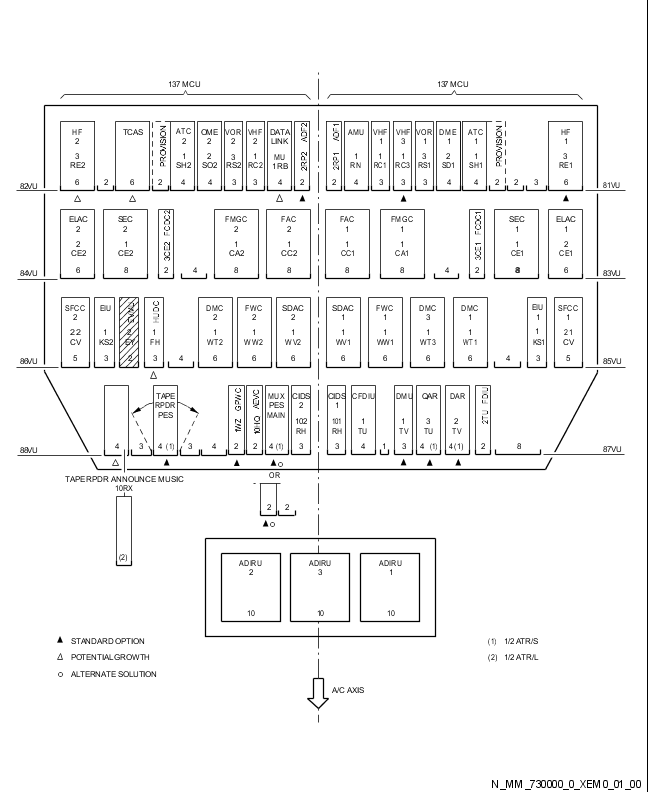 137 MCU 137 MCU
HF 2 3 RE2 6
2
TCAS 6
PROVISION 2
ATC 2 1 SH2 4
OME 2 2 SO2 4
VOR 2 3 RS2 3
VHF 2 1 RC2 3
DATA LINK MU 1RB 4
2RP2 AQF2 2
2RP1 AQF1 2
AMU 1 RN 4
VHF 1 1 RC1 3
VHF 3 1 RC3 3
VOR 1 3 RS1 3
DME 1 2 SD1 4
ATC 1 1 SH1 4
PROVISION 2
2
3
HF 1 3 RE1 6
82VU 81VU
ELAC 2 2 CE2 6
SEC 2 1 CE2 8
3CE2 FCDC2 2
4
FMGC 2 1 CA2 8
FAC 2 1 CC2 8
FAC 1 1 CC1 8
FMGC 1 1 CA1 8
4
3CE1 FCDC1 2
SEC 1 1 CE1 8
ELAC 1 2 CE1 6
84VU 83VU
SFCC 2 22 CV 5
EIU 1 KS2 3
2
HUDC 1 FH 3
4
DMC 2 1 WT2 6
FWC 2 1 WW2 6
SDAC 2 1 WV2 6
SDAC 1 1 WV1 6
FWC 1 1 WW1 6
DMC 3 1 WT3 6
DMC 1 1 WT1 6
4
EIU 1 1 KS1 3
SFCC 1 21 CV 5
86VU 85VU
4
3
TAPE RPDR PES 4 (1)
3
4
1WZ GPWC 2
10HQ AEVC 2
MUX PES MAIN 4 (1)
CIDS 2 102 RH 3
CIDS 1 101 RH 3
CFDIU 1 TU 4
1
DMU 1 TV 3
QAR 3 TU 4 (1)
DAR 2 TV 4(1)
2TU FDIU 2
8
88VU 87VU
TAPE RPDR ANNOUNCE MUSIC
10RX
(2)
OR
2 2
ADIRU 2 10
ADIRU 3 10
ADIRU 1 10
STANDARD OPTION
POTENTIAL GROWTH
ALTERNATE SOLUTION
(1) 1/2 ATR/S
(2) 1/2 ATR/L
A/C AXIS
N_MM_730000_0_XEM0_01_00